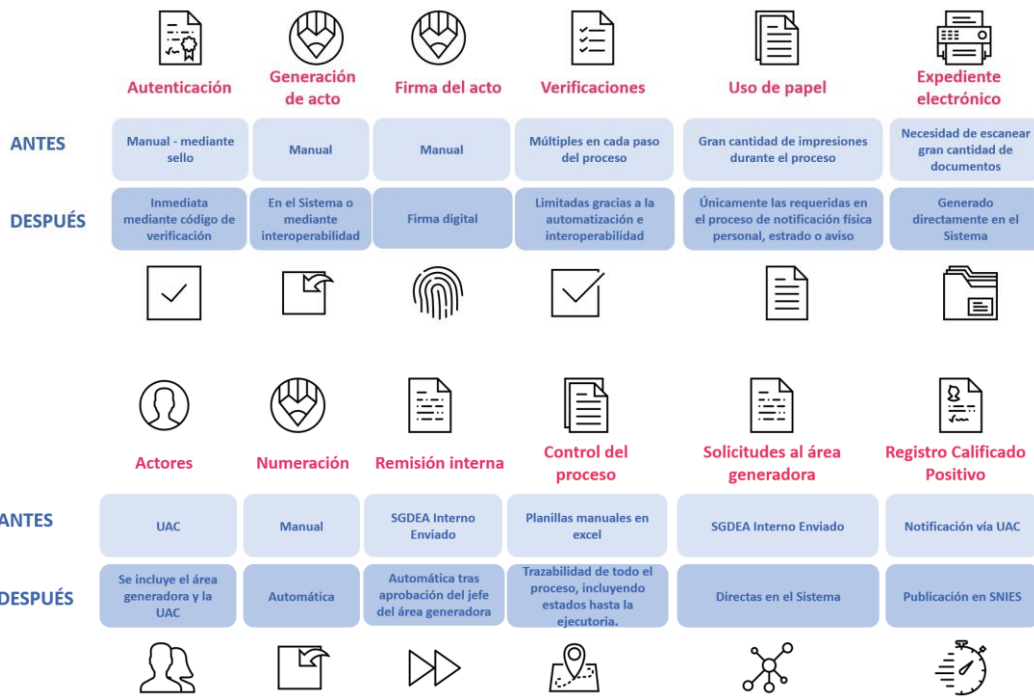 Autenticación
Generación
de acto
Firma del acto
Verificaciones
Uso de papel
Expediente
electrónico
ANTES
Manual - mediante
sello
Manual
Manual
Múltiples en cada paso
del proceso
Gran cantidad de impresiones
durante el proceso
Necesidad de escanear
gran cantidad de
documentos
DESPUÉS
Inmediata
mediante código de
verificación
En el Sistema o
mediante
interoperabilidad
Firma digital
Limitadas gracias a la
automatización e
interoperabilidad
Únicamente las requeridas en
el proceso de notificación física
personal, estrado o aviso
Generado
directamente en el
Sistema
Actores
Numeración
Remisión interna
Control del
proceso
Solicitudes al área
generadora
Registro Calificado
Positivo
ANTES
UAC
Manual
SGDEA Interno
Enviado
Planillas manuales en
excel
SGDEA Interno Enviado
Notificación vía UAC
DESPUÉS
Se incluye el área
generadora y la
UAC
Automática
Automática tras
aprobación del jefe
del área generadora
Trazabilidad de todo el
proceso, incluyendo
estados hasta la
ejecutoria.
Directas en el Sistema
Publicación en SNIES